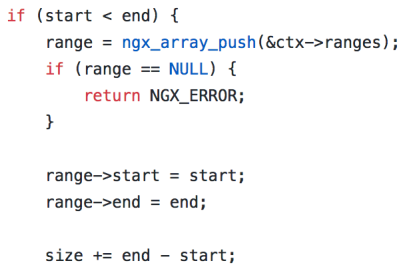 if (start < end) {
    range = ngx_array_push(&ctx->ranges);
    if (range == NULL) {
        return NGX_ERROR;
    }

    range->start = start;
    range->end = end;

    size += end - start;